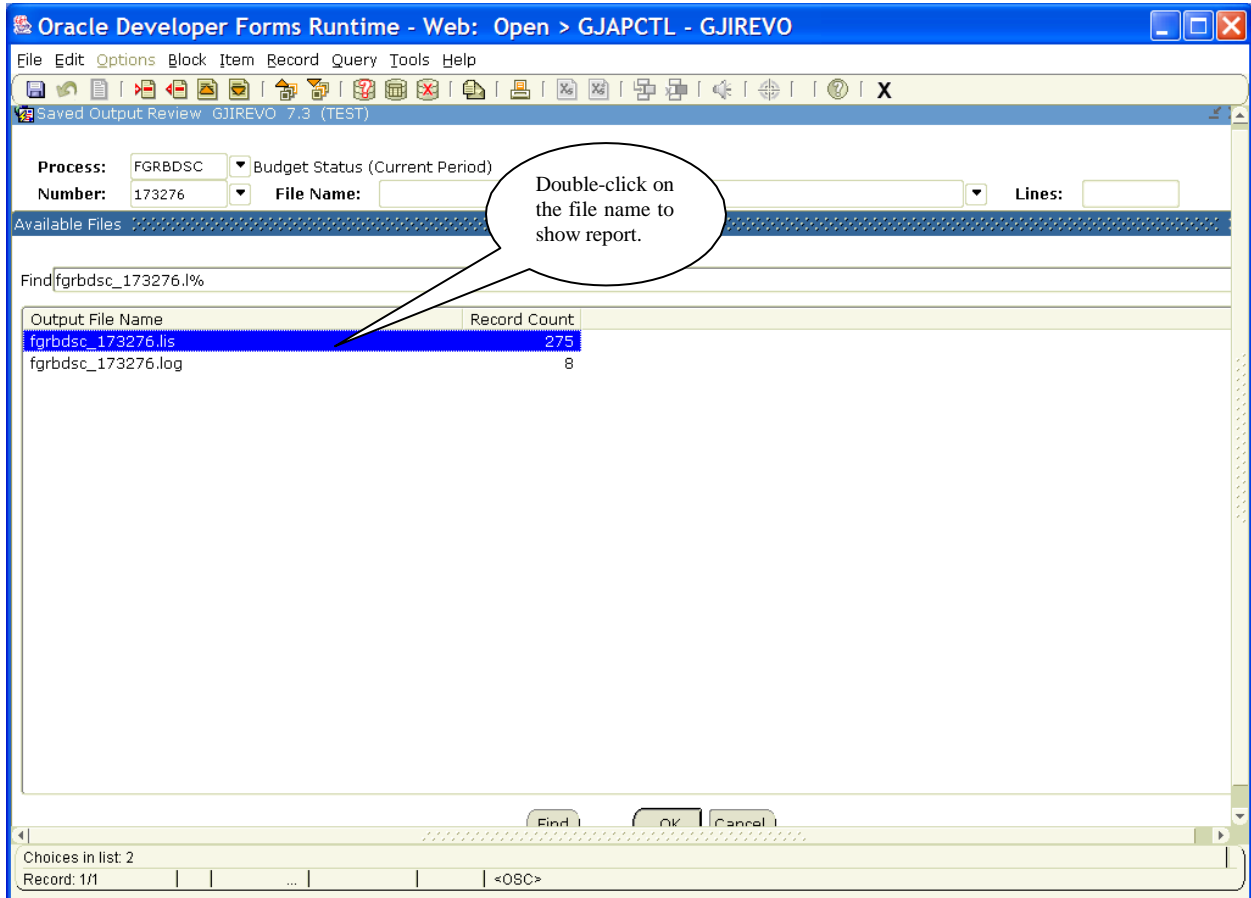 Oracle Developer Forms Runtime - Web: Open > GJAPCTL - GJIREVO
File Edit Options Block Item Record Query Tools Help
X
Saved Output Review GJIREVO 7.3 (TEST)
Process: FGRBDSC Budget Status (Current Period)
Number: 173276 File Name: Lines:
Double-click on
the file name to
show report.
Available Files
Find fgrbdsc_173276.l%
Output File Name Record Count
fgrbdsc_173276.lis 275
fgrbdsc_173276.log 8
Find OK Cancel
Choices in list: 2
Record: 1/1 ... <OSC>